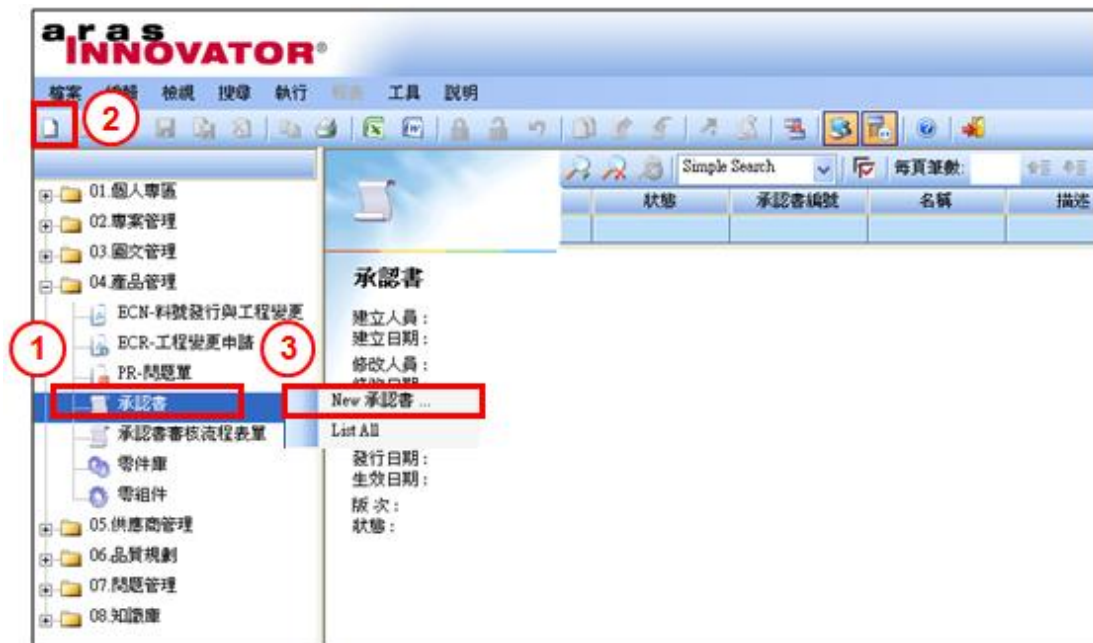 aras
INNOVATOR®
檔案 編輯 檢視 搜尋 執行 工具 說明
②
Simple Search 每頁筆數:
狀態 承認書編號 名稱 描述
01.個人專區
02.專案管理
03.圖文管理
04.產品管理
ECN-料號發行與工程變更
① ECR-工程變更申請 ③
PR-問題單
承認書
承認書審核流程表單
零件庫
零組件
05.供應商管理
06.品質規劃
07.問題管理
08.知識庫
承認書
建立人員:
建立日期:
修改人員:
修改日期
New 承認書 ...
List All
發行日期:
生效日期:
版次:
狀態: